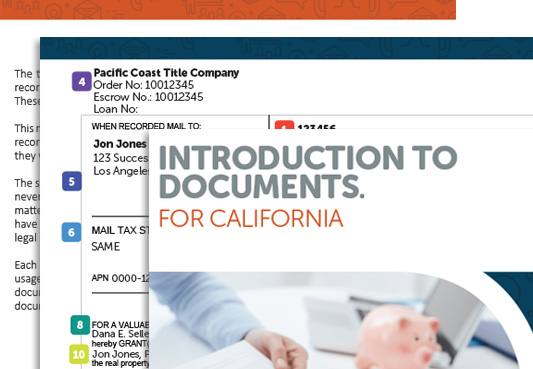 The
recor
These
This
recor
they
The s
never
matte
have
legal
Each
usage
docu
docu
4
Pacific Coast Title Company
Order No: 10012345
Escrow No.: 10012345
Loan No:
WHEN RECORDED MAIL TO:
123456
Jon Jones
123 Succes
Los Angele
5
6
MAIL TAX ST
SAME
APN 0000-12
8
FOR A VALUAB
Dana E. Selle
hereby GRANT(
10
Jon Jones,
the real property
INTRODUCTION TO
DOCUMENTS.
FOR CALIFORNIA